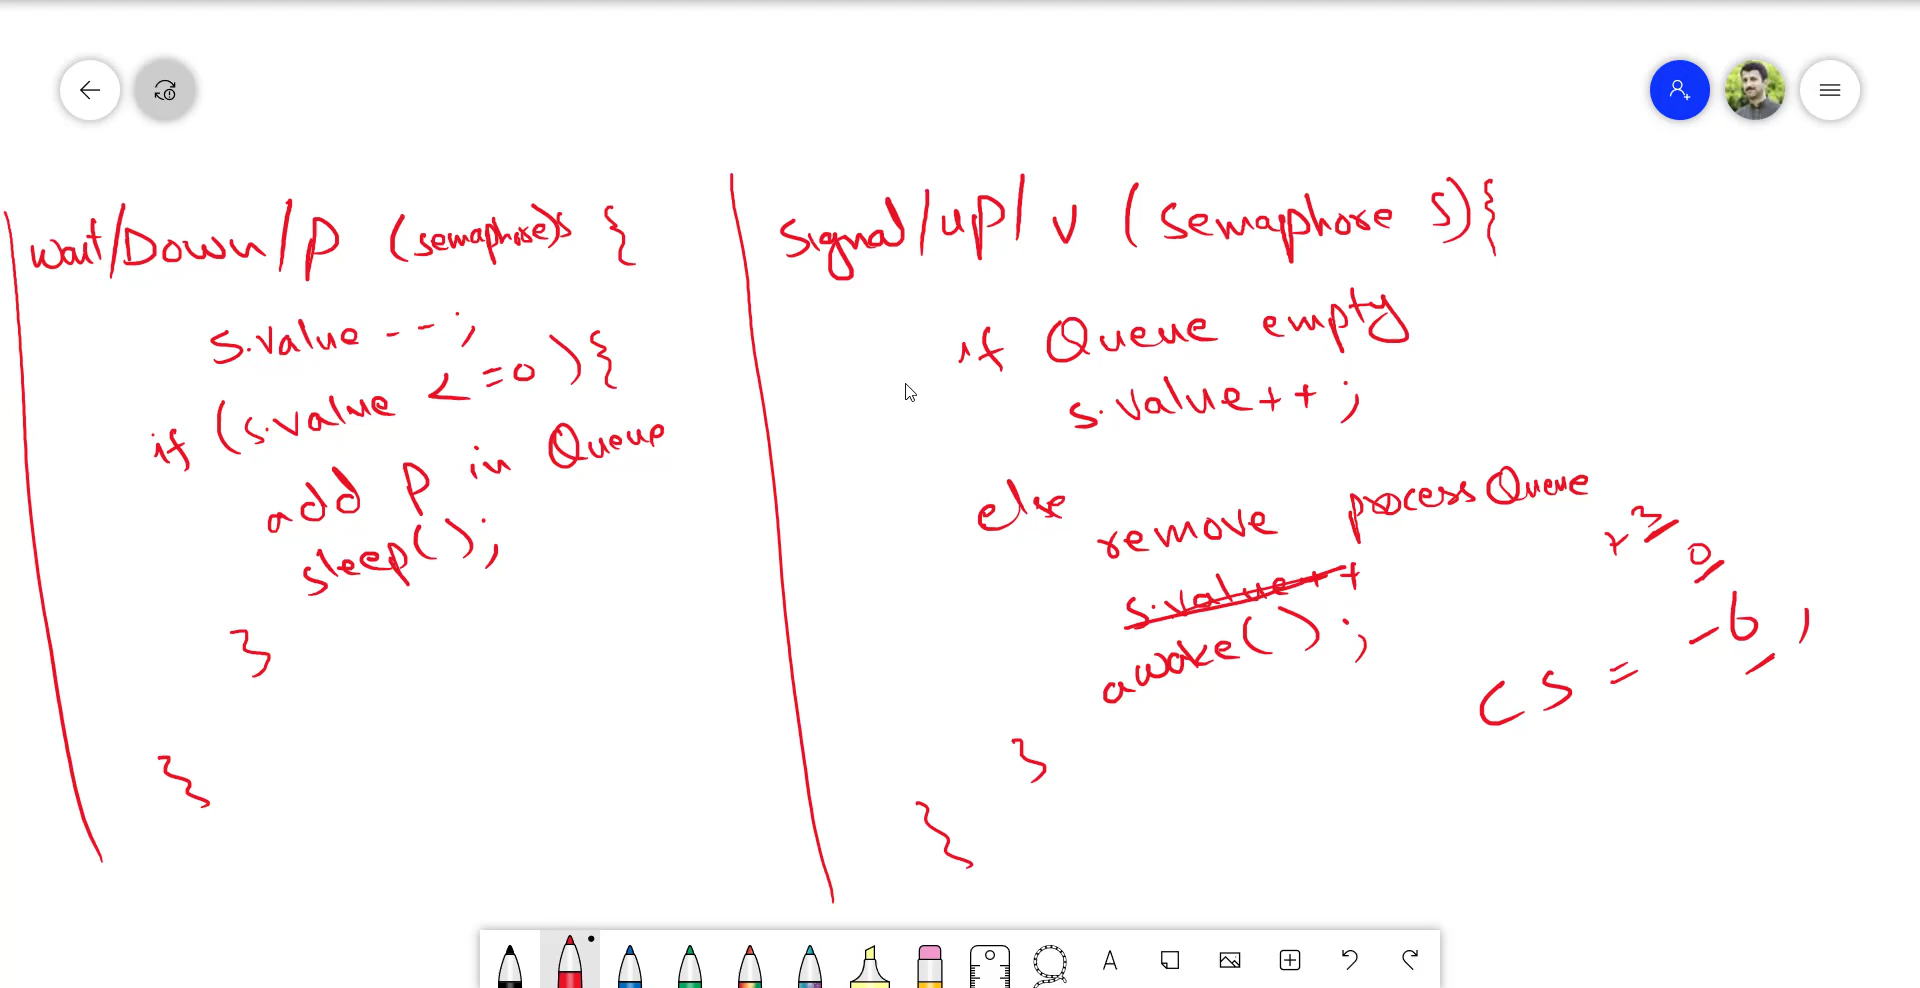 wait/Down/P (semaphore)s {
s.value --;
if (s.value <=0){
add P in Queue
sleep();
}
}
Signal/up/ v (semaphore s){
if Queue empty
s.value++;
else
remove process Queue
s.value++
awake();
}
}
+3
0
CS = -6,
A